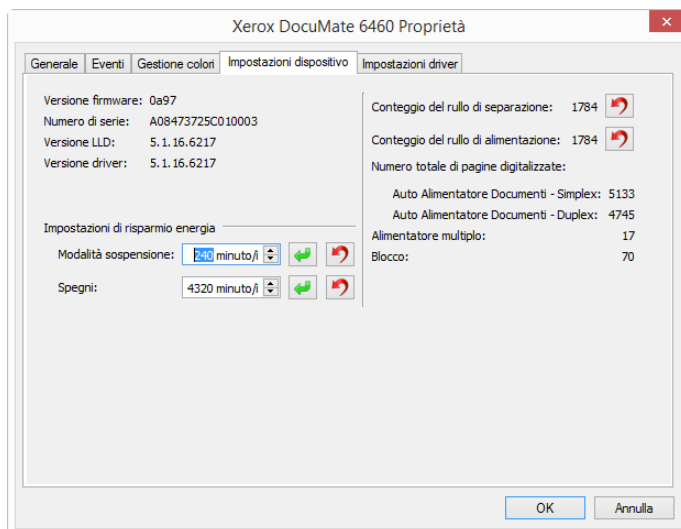 Xerox DocuMate 6460 Proprietà
Generale Eventi Gestione colori Impostazioni dispositivo Impostazioni driver
Versione firmware: 0a97
Numero di serie: A08473725C010003
Versione LLD: 5.1.16.6217
Versione driver: 5.1.16.6217
Impostazioni di risparmio energia
Modalità sospensione: 240 minuto/i
Spegni: 4320 minuto/i
Conteggio del rullo di separazione: 1784
Conteggio del rullo di alimentazione: 1784
Numero totale di pagine digitalizzate:
Auto Alimentatore Documenti - Simplex: 5133
Auto Alimentatore Documenti - Duplex: 4745
Alimentatore multiplo: 17
Blocco: 70
OK Annulla